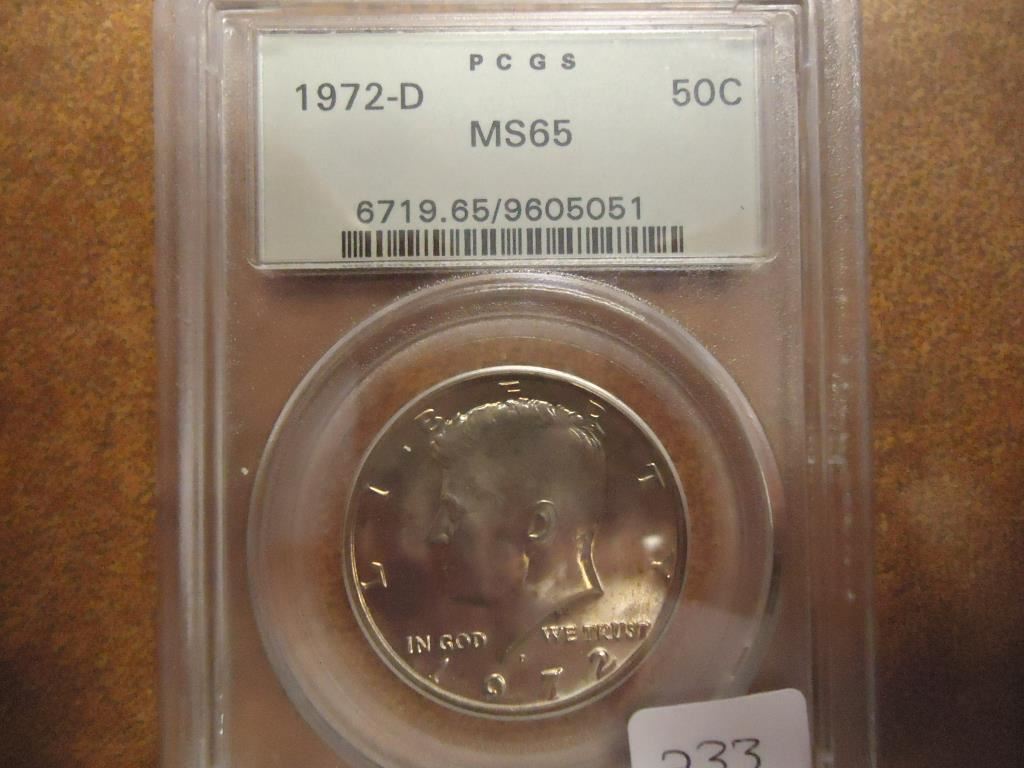 PCGS
1972-D 50C
MS65
6719.65/9605051
LIBERTY
IN GOD WE TRUST
1972
233